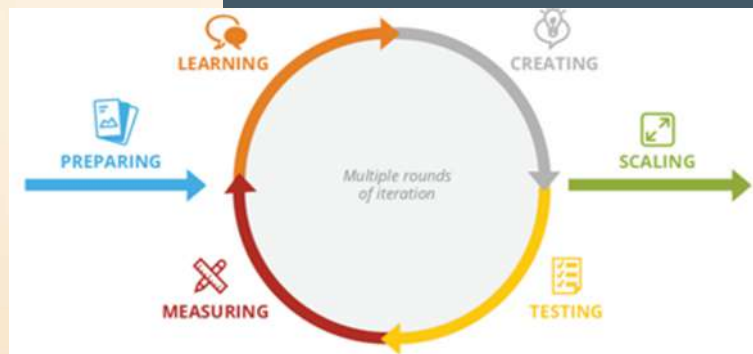 LEARNING
CREATING
PREPARING
SCALING
Multiple rounds
of iteration
MEASURING
TESTING